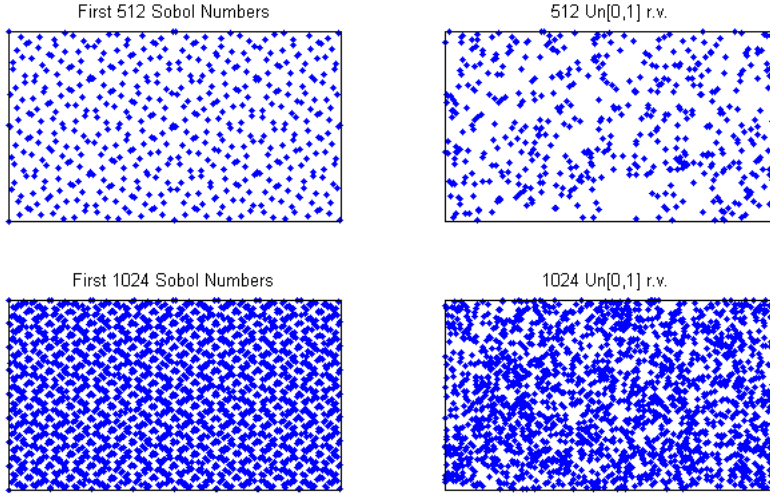 First 512 Sobol Numbers
512 Un[0,1] r.v.
First 1024 Sobol Numbers
1024 Un[0,1] r.v.